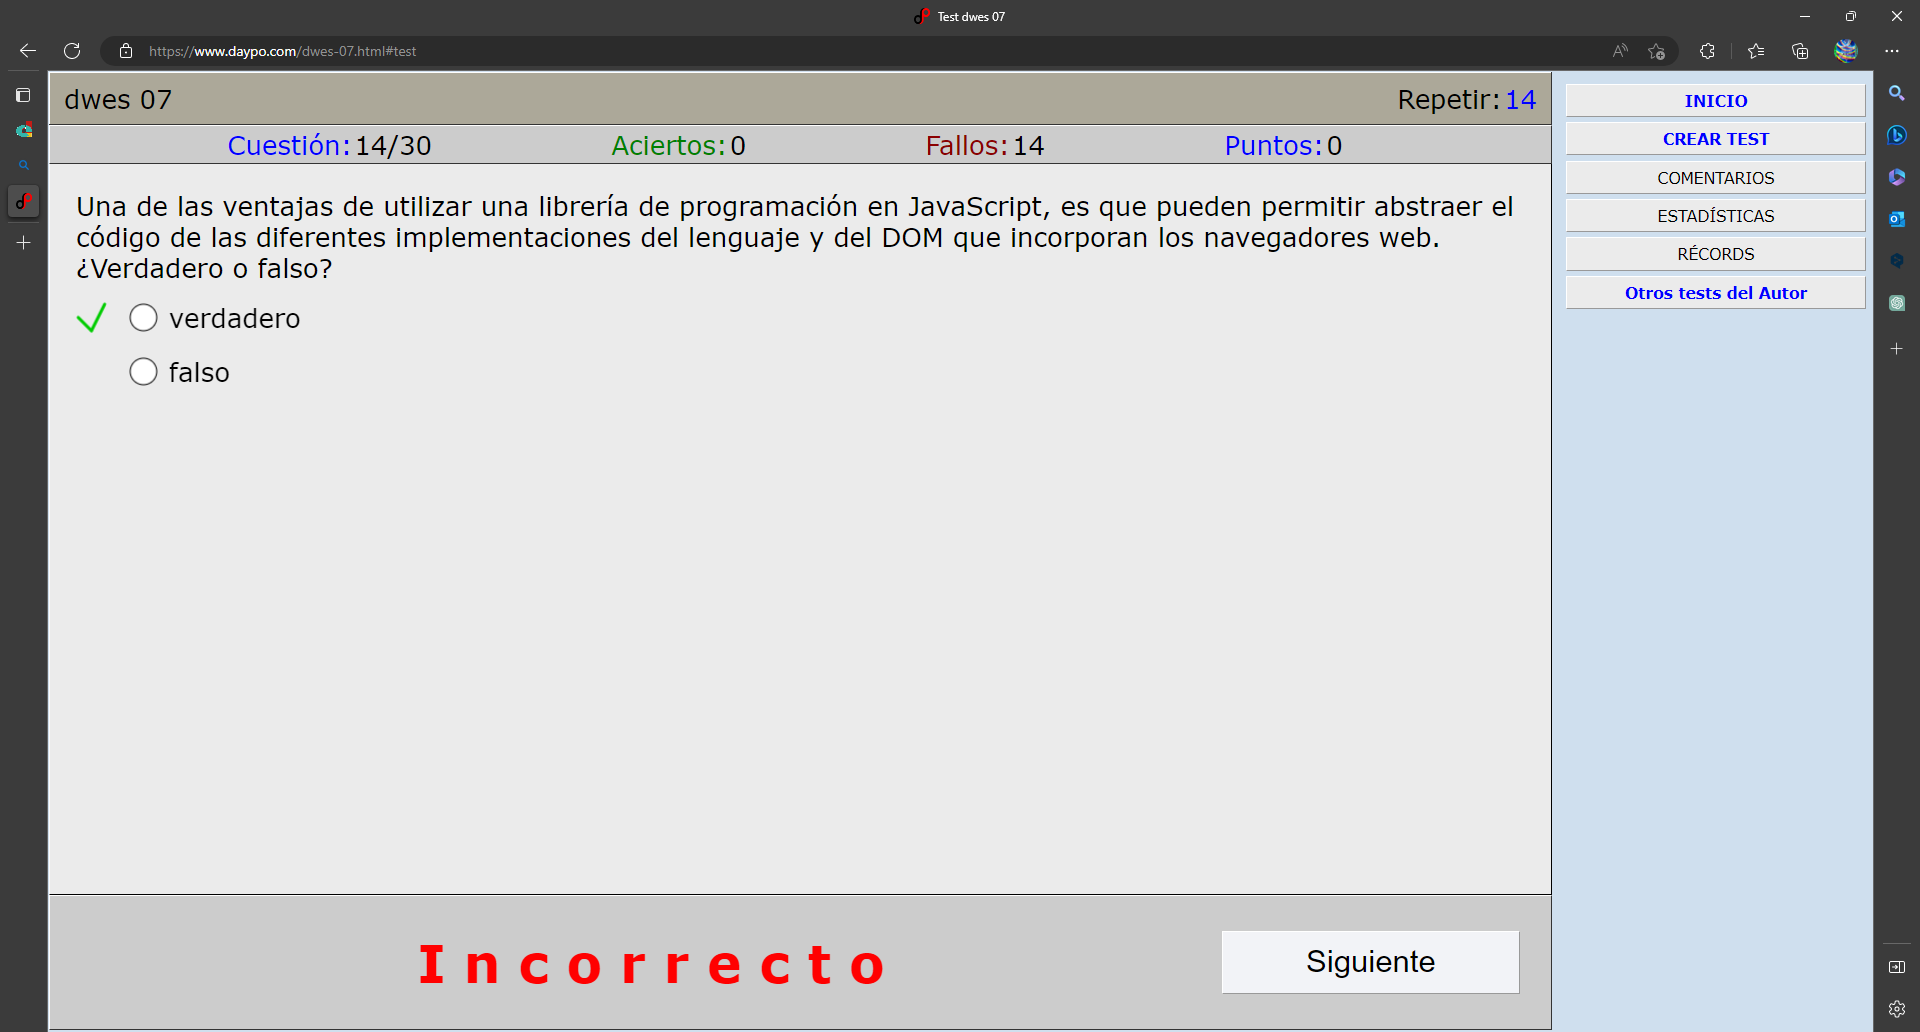 Test dwes 07
https://www.daypo.com/dwes-07.html#test
dwes 07
Repetir: 14
Cuestión: 14/30
Aciertos: 0
Fallos: 14
Puntos: 0
Una de las ventajas de utilizar una librería de programación en JavaScript, es que pueden permitir abstraer el
código de las diferentes implementaciones del lenguaje y del DOM que incorporan los navegadores web.
¿Verdadero o falso?
verdadero
falso
Incorrecto
Siguiente
INICIO
CREAR TEST
COMENTARIOS
ESTADÍSTICAS
RÉCORDS
Otros tests del Autor